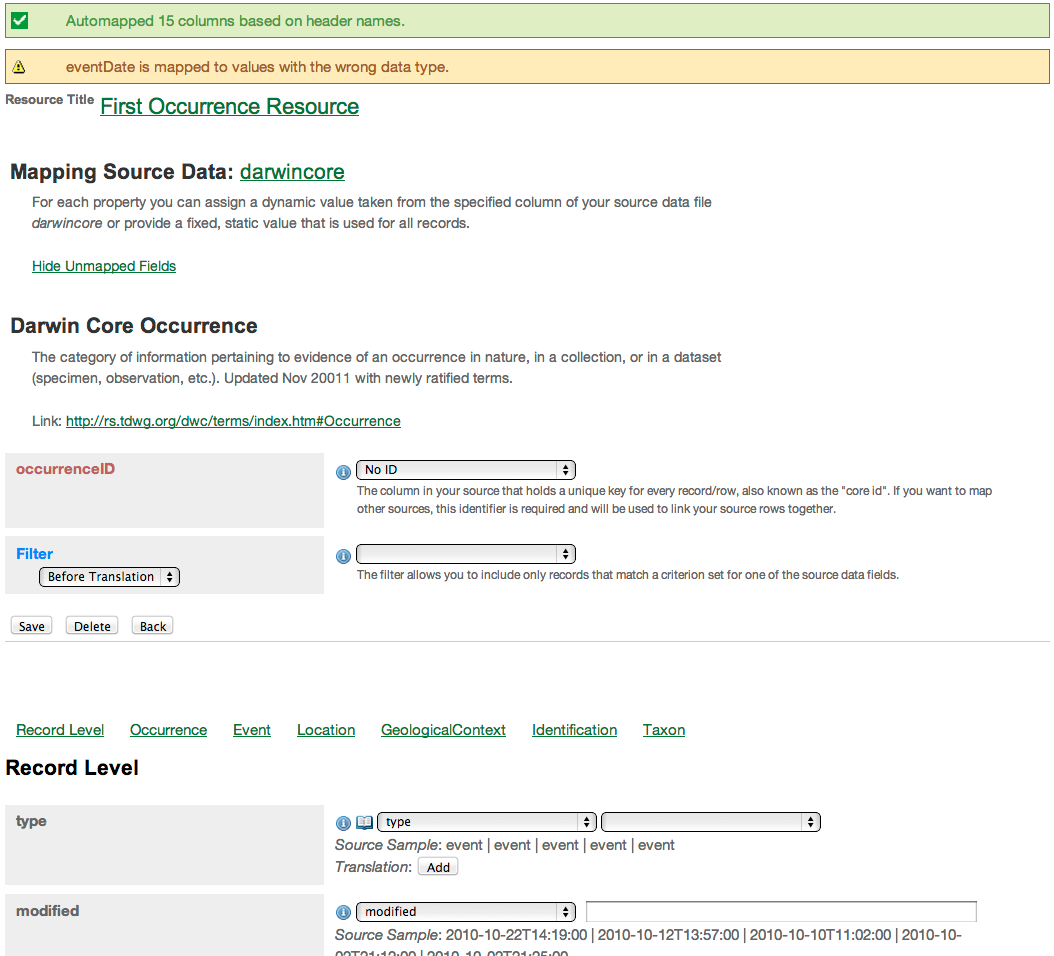 Automapped 15 columns based on header names.
eventDate is mapped to values with the wrong data type.
Resource Title First Occurrence Resource
Mapping Source Data: darwincore
For each property you can assign a dynamic value taken from the specified column of your source data file
darwincore or provide a fixed, static value that is used for all records.
Hide Unmapped Fields
Darwin Core Occurrence
The category of information pertaining to evidence of an occurrence in nature, in a collection, or in a dataset
(specimen, observation, etc.). Updated Nov 20011 with newly ratified terms.
Link: http://rs.tdwg.org/dwc/terms/index.htm#Occurrence
occurrenceID No ID
The column in your source that holds a unique key for every record/row, also known as the "core id". If you want to map
other sources, this identifier is required and will be used to link your source rows together.
Filter
Before Translation
The filter allows you to include only records that match a criterion set for one of the source data fields.
Save Delete Back
Record Level Occurrence Event Location GeologicalContext Identification Taxon
Record Level
type type
Source Sample: event | event | event | event | event
Translation: Add
modified modified
Source Sample: 2010-10-22T14:19:00 | 2010-10-12T13:57:00 | 2010-10-10T11:02:00 | 2010-10-